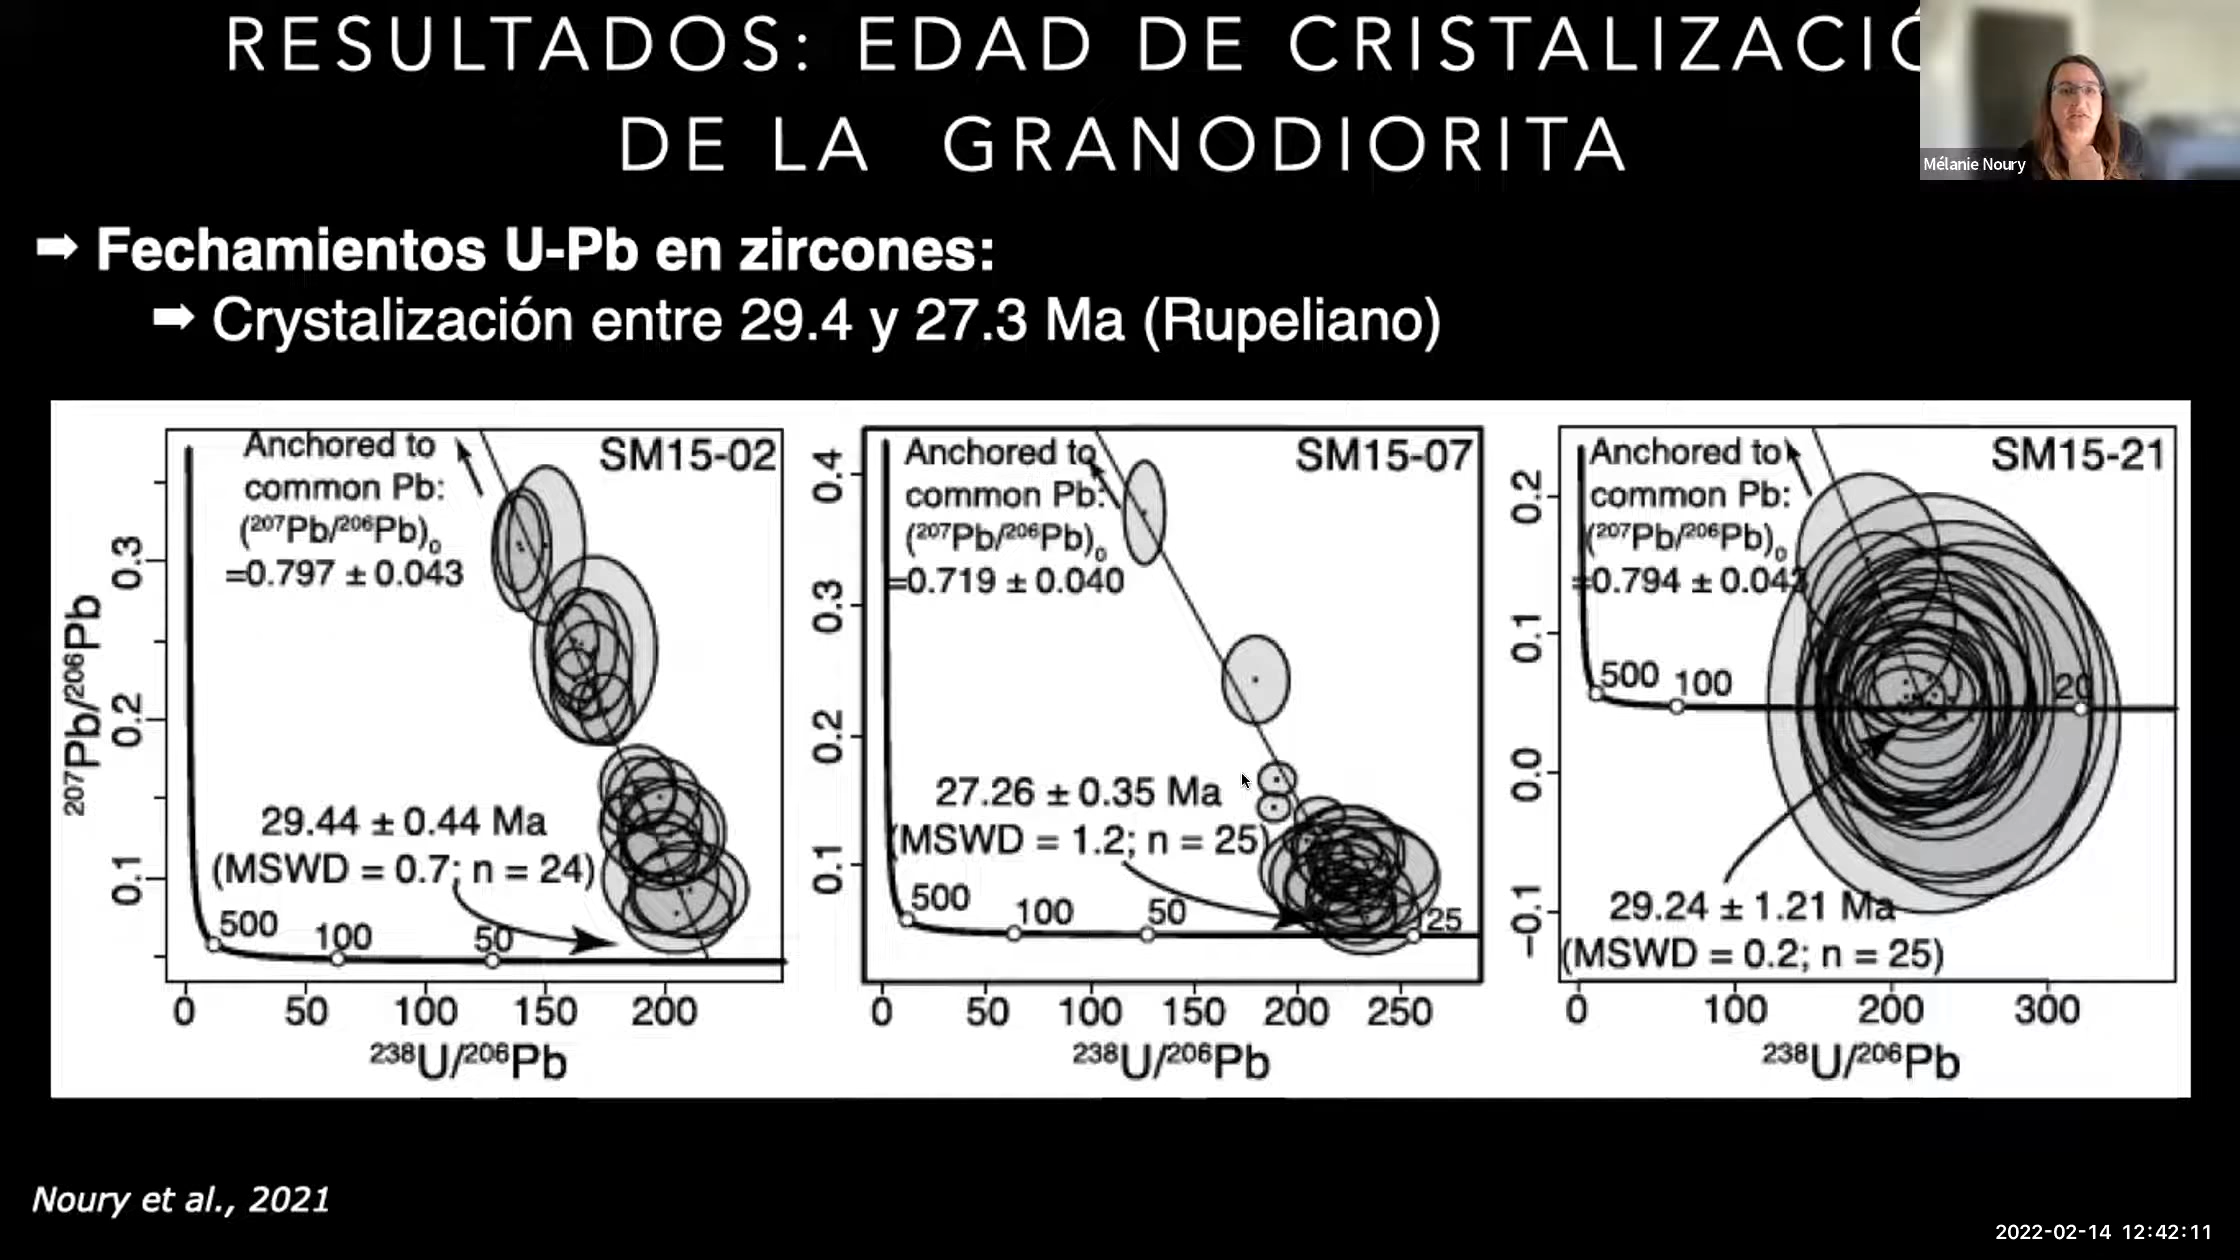 RESULTADOS: EDAD DE CRISTALIZACIÓ
DE LA GRANODIORITA
Mélanie Noury
➡ Fechamientos U-Pb en zircones:
➡ Crystalización entre 29.4 y 27.3 Ma (Rupeliano)
Anchored to
common Pb:
(²⁰⁷Pb/²⁰⁶Pb)₀
=0.797 ± 0.043
SM15-02
0.3
0.2
0.1
²⁰⁷Pb/²⁰⁶Pb
29.44 ± 0.44 Ma
(MSWD = 0.7; n = 24)
500
100
50
0 50 100 150 200
²³⁸U/²⁰⁶Pb
Anchored to
common Pb:
(²⁰⁷Pb/²⁰⁶Pb)₀
=0.719 ± 0.040
SM15-07
0.4
0.3
0.2
0.1
27.26 ± 0.35 Ma
(MSWD = 1.2; n = 25)
500
100
50
25
0 50 100 150 200 250
²³⁸U/²⁰⁶Pb
Anchored to
common Pb:
(²⁰⁷Pb/²⁰⁶Pb)₀
=0.794 ± 0.043
SM15-21
0.2
0.1
0.0
-0.1
500
100
20
29.24 ± 1.21 Ma
(MSWD = 0.2; n = 25)
0 100 200 300
²³⁸U/²⁰⁶Pb
Noury et al., 2021
2022-02-14 12:42:11